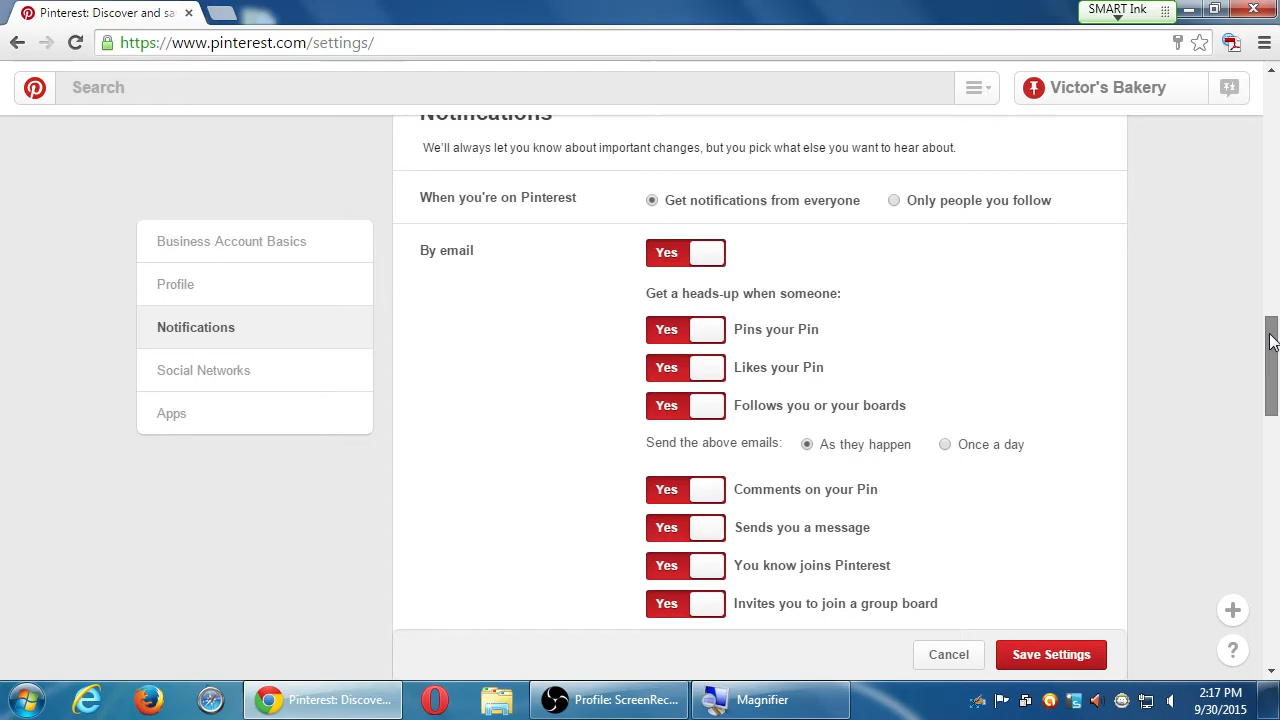 Pinterest: Discover and sa
SMART Ink
https://www.pinterest.com/settings/
Search
Victor's Bakery
Notifications
We'll always let you know about important changes, but you pick what else you want to hear about.
When you're on Pinterest
Get notifications from everyone
Only people you follow
Business Account Basics
Profile
Notifications
Social Networks
Apps
By email
Yes
Get a heads-up when someone:
Yes Pins your Pin
Yes Likes your Pin
Yes Follows you or your boards
Send the above emails: As they happen Once a day
Yes Comments on your Pin
Yes Sends you a message
Yes You know joins Pinterest
Yes Invites you to join a group board
Cancel
Save Settings
?
Pinterest: Discove...
Profile: ScreenRec...
Magnifier
2:17 PM
9/30/2015